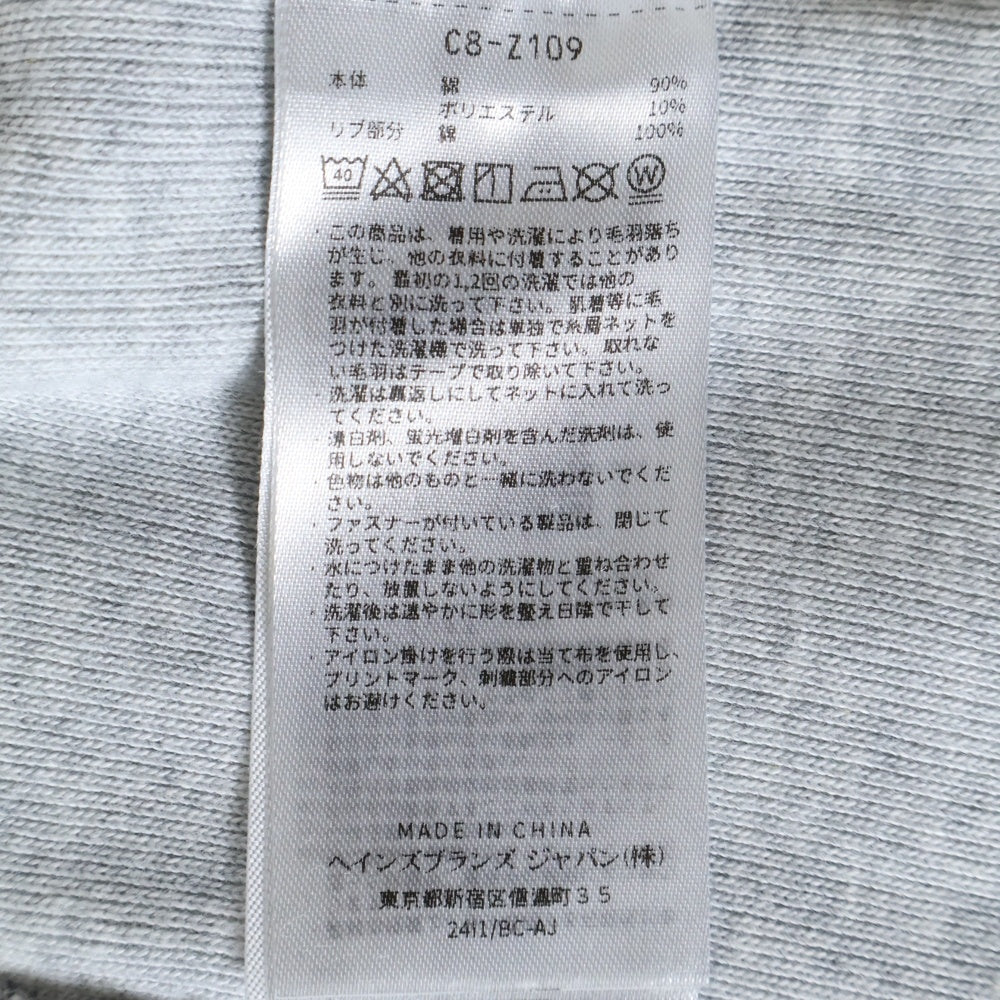 C8-Z109
本体 綿 90%
ポリエステル 10%
リブ部分 綿 100%
40
W
・この商品は、着用や洗濯により毛羽落ち
が生じ、他の衣料に付着することがあり
ます。最初の1,2回の洗濯では他の
衣料と別に洗って下さい。肌着等に毛
羽が付着した場合は単独で糸屑ネットを
つけた洗濯機で洗って下さい。取れな
い毛羽はテープで取り除いて下さい。
・洗濯は裏返しにしてネットに入れて洗っ
てください。
・漂白剤、蛍光増白剤を含んだ洗剤は、使
用しないでください。
・色物は他のものと一緒に洗わないでくだ
さい。
・ファスナーが付いている製品は、閉じて
洗ってください。
・水につけたまま他の洗濯物と重ね合わせ
たり、放置しないようにしてください。
・洗濯後は速やかに形を整え日陰で干して
下さい。
アイロン掛けを行う際は当て布を使用し、
プリントマーク、刺繍部分へのアイロン
はお避けください。
MADE IN CHINA
ヘインズブランズ ジャパン(株)
東京都新宿区信濃町35
24I1/BC-AJ